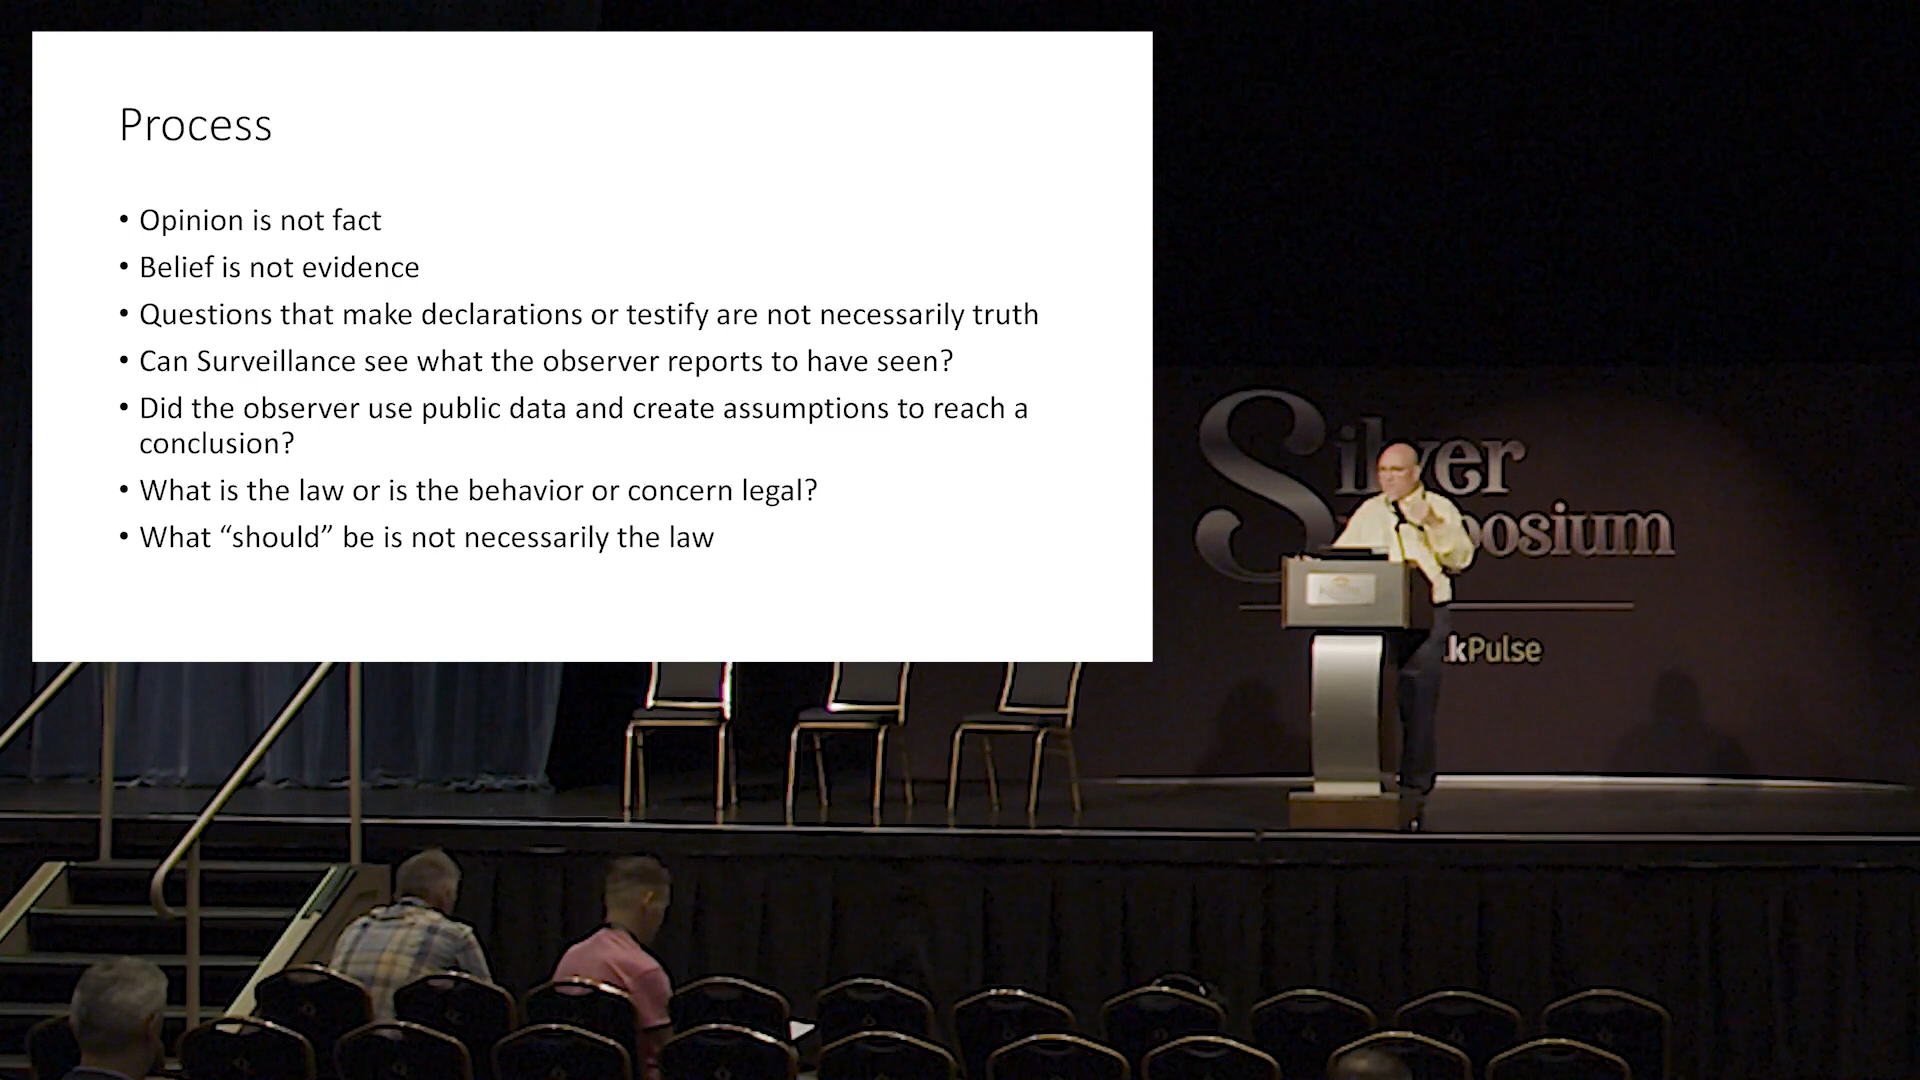 Process
• Opinion is not fact
• Belief is not evidence
• Questions that make declarations or testify are not necessarily truth
• Can Surveillance see what the observer reports to have seen?
• Did the observer use public data and create assumptions to reach a
conclusion?
• What is the law or is the behavior or concern legal?
• What “should” be is not necessarily the law
Silver
posium
kPulse